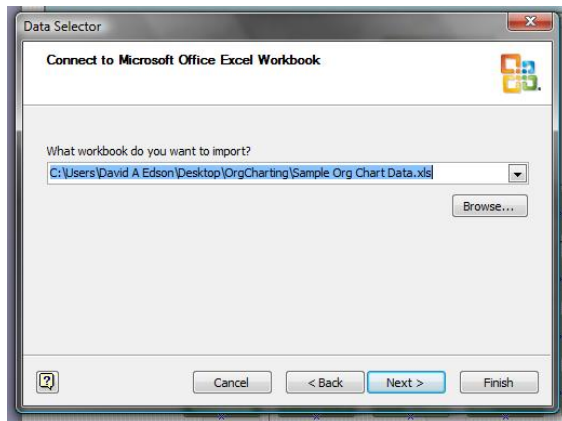 Data Selector
Connect to Microsoft Office Excel Workbook
What workbook do you want to import?
C:\Users\David A Edson\Desktop\OrgCharting\Sample Org Chart Data.xls
Browse...
Cancel
< Back
Next >
Finish